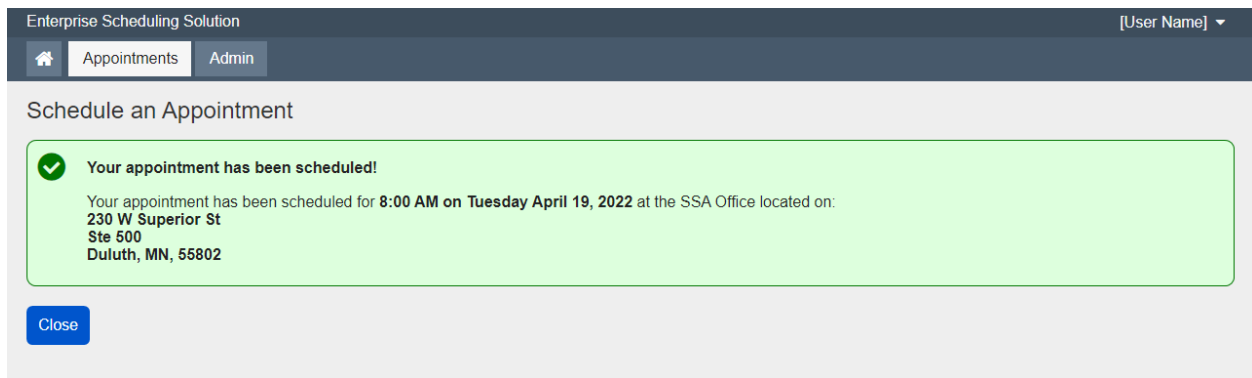 Enterprise Scheduling Solution
[User Name]
Appointments
Admin
Schedule an Appointment
Your appointment has been scheduled!
Your appointment has been scheduled for 8:00 AM on Tuesday April 19, 2022 at the SSA Office located on:
230 W Superior St
Ste 500
Duluth, MN, 55802
Close